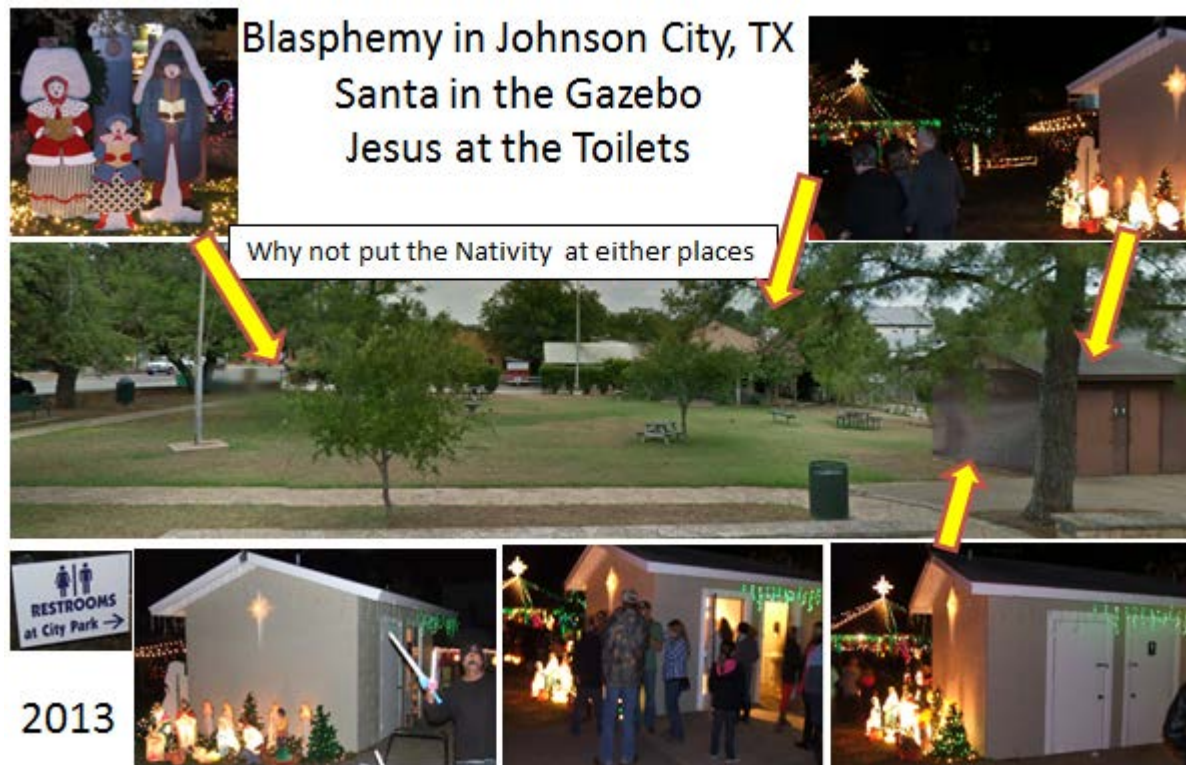 Blasphemy in Johnson City, TX
Santa in the Gazebo
Jesus at the Toilets
Why not put the Nativity at either places
RESTROOMS
at City Park →
2013